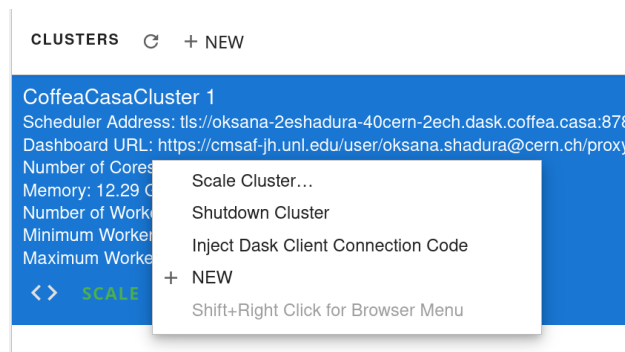 CLUSTERS + NEW
CoffeaCasaCluster 1
Scheduler Address: tls://oksana-2eshadura-40cern-2ech.dask.coffea.casa:878
Dashboard URL: https://cmsaf-jh.unl.edu/user/oksana.shadura@cern.ch/proxy
Number of Cores
Memory: 12.29 G
Number of Worke
Minimum Worker
Maximum Worke
<> SCALE
Scale Cluster…
Shutdown Cluster
Inject Dask Client Connection Code
+ NEW
Shift+Right Click for Browser Menu